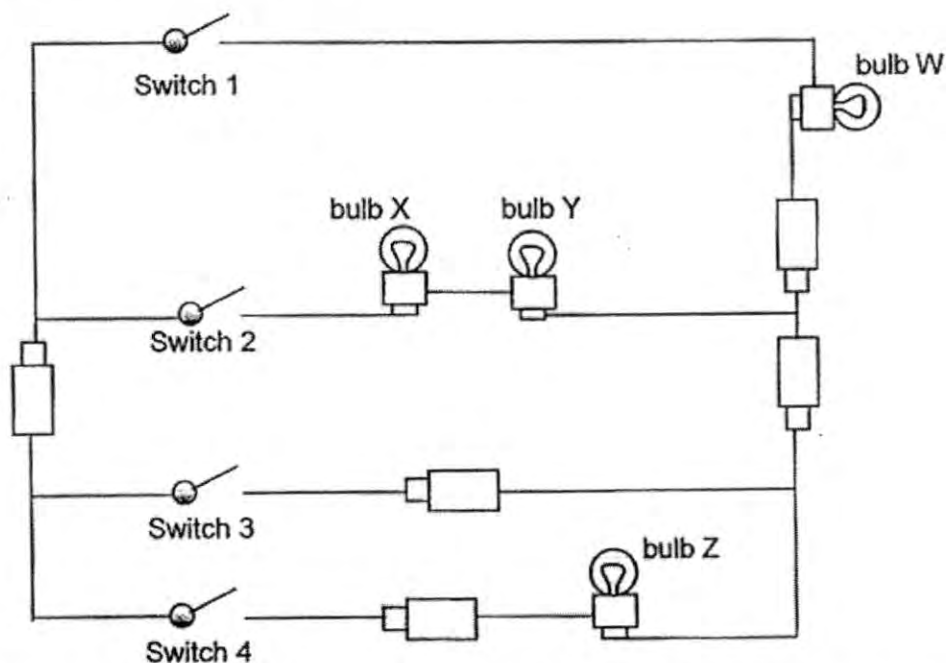 Switch 1
bulb W
bulb X
bulb Y
Switch 2
Switch 3
bulb Z
Switch 4